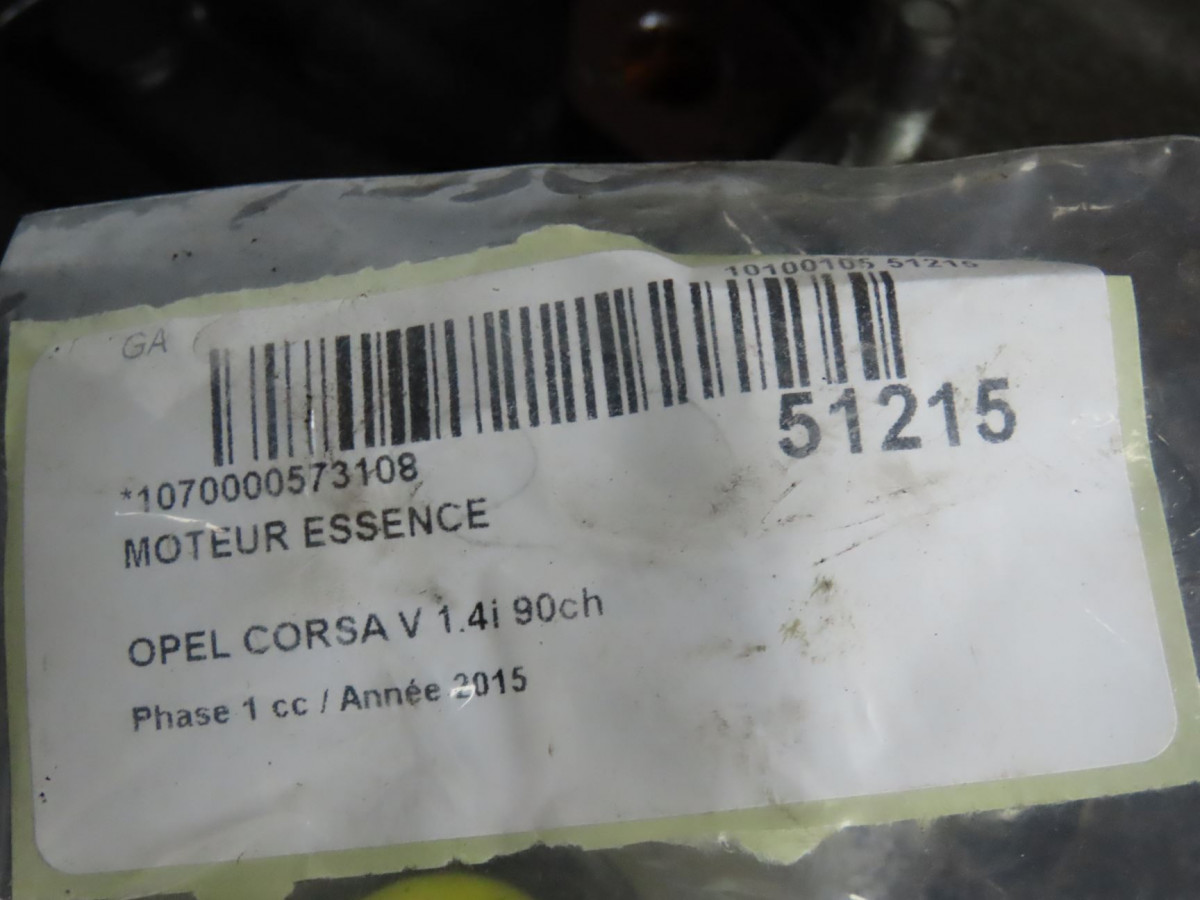 10100105 51215
GA
51215
*1070000573108
MOTEUR ESSENCE
OPEL CORSA V 1.4i 90ch
Phase 1 cc / Année 2015